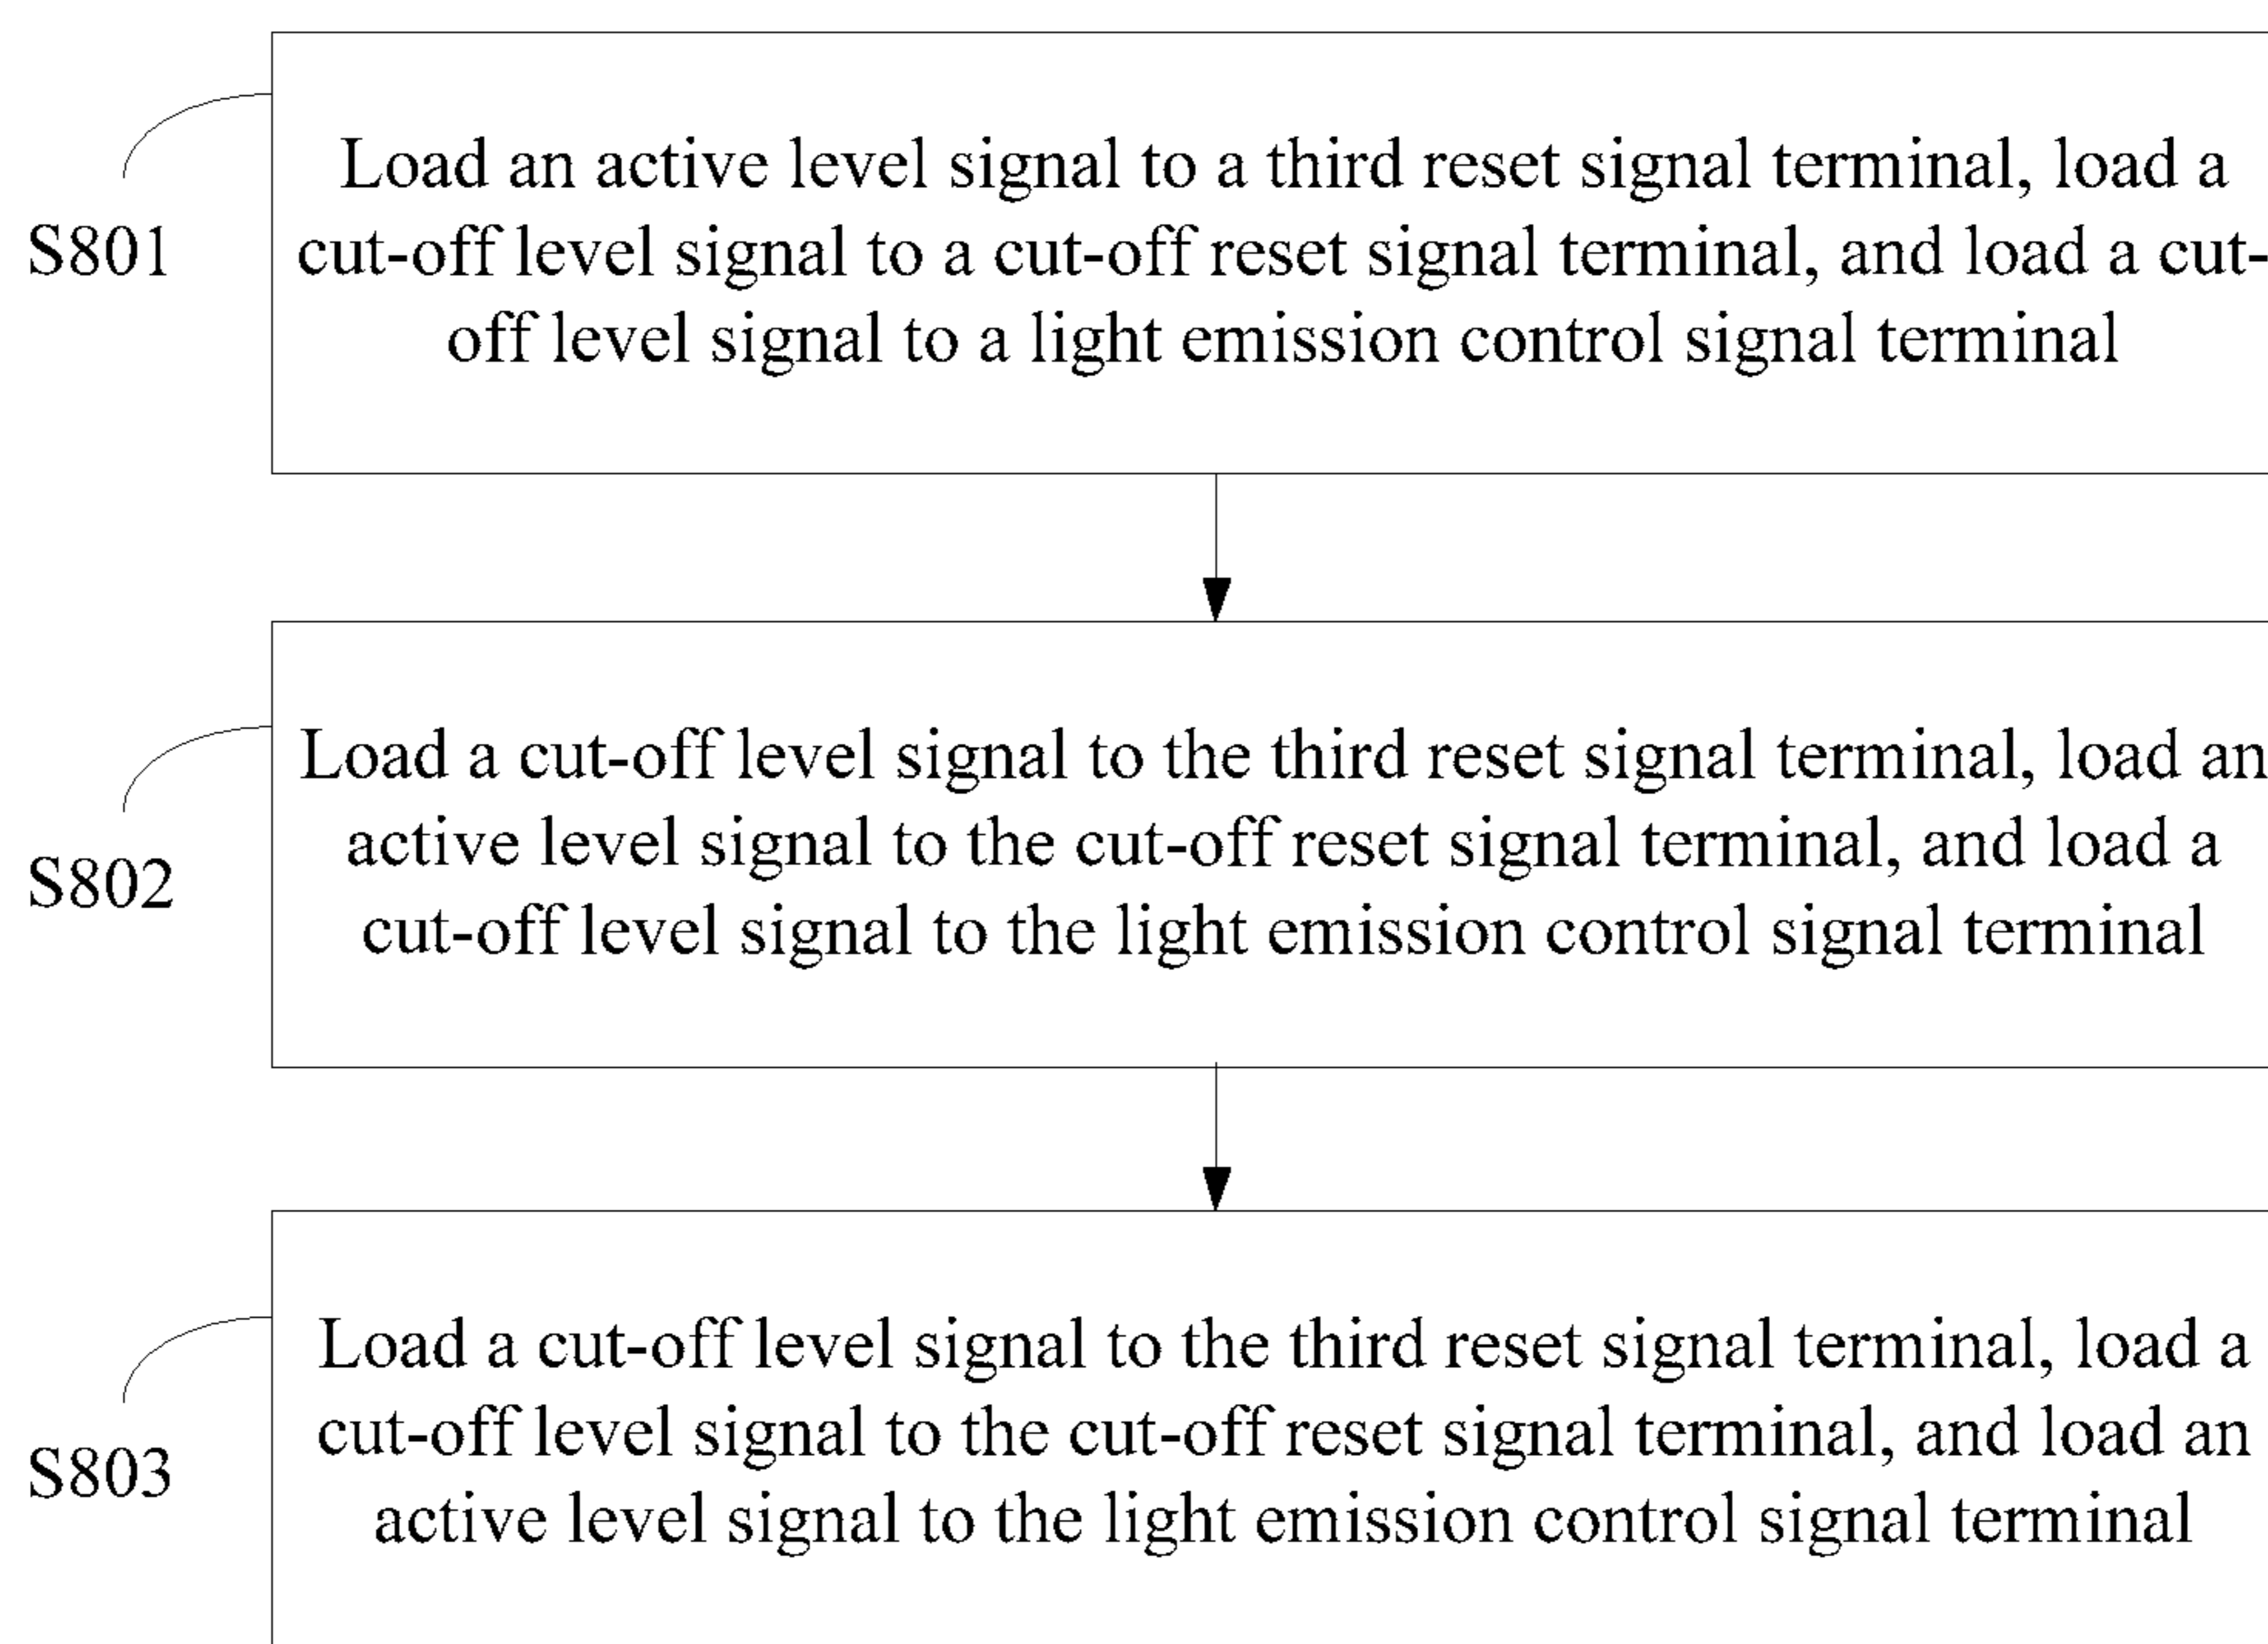 Load an active level signal to a third reset signal terminal, load a
S801
cut-off level signal to a cut-off reset signal terminal, and load a cut-
off level signal to a light emission control signal terminal
Load a cut-off level signal to the third reset signal terminal, load an
active level signal to the cut-off reset signal terminal, and load a
S802
cut-off level signal to the light emission control signal terminal
Load a cut-off level signal to the third reset signal terminal, load a
cut-off level signal to the cut-off reset signal terminal, and load an
S803
active level signal to the light emission control signal terminal